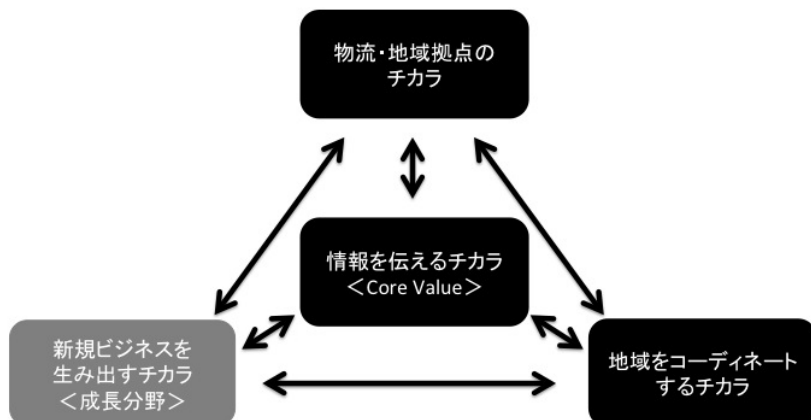 物流・地域拠点の
チカラ
情報を伝えるチカラ
＜Core Value＞
新規ビジネスを
生み出すチカラ
＜成長分野＞
地域をコーディネート
するチカラ